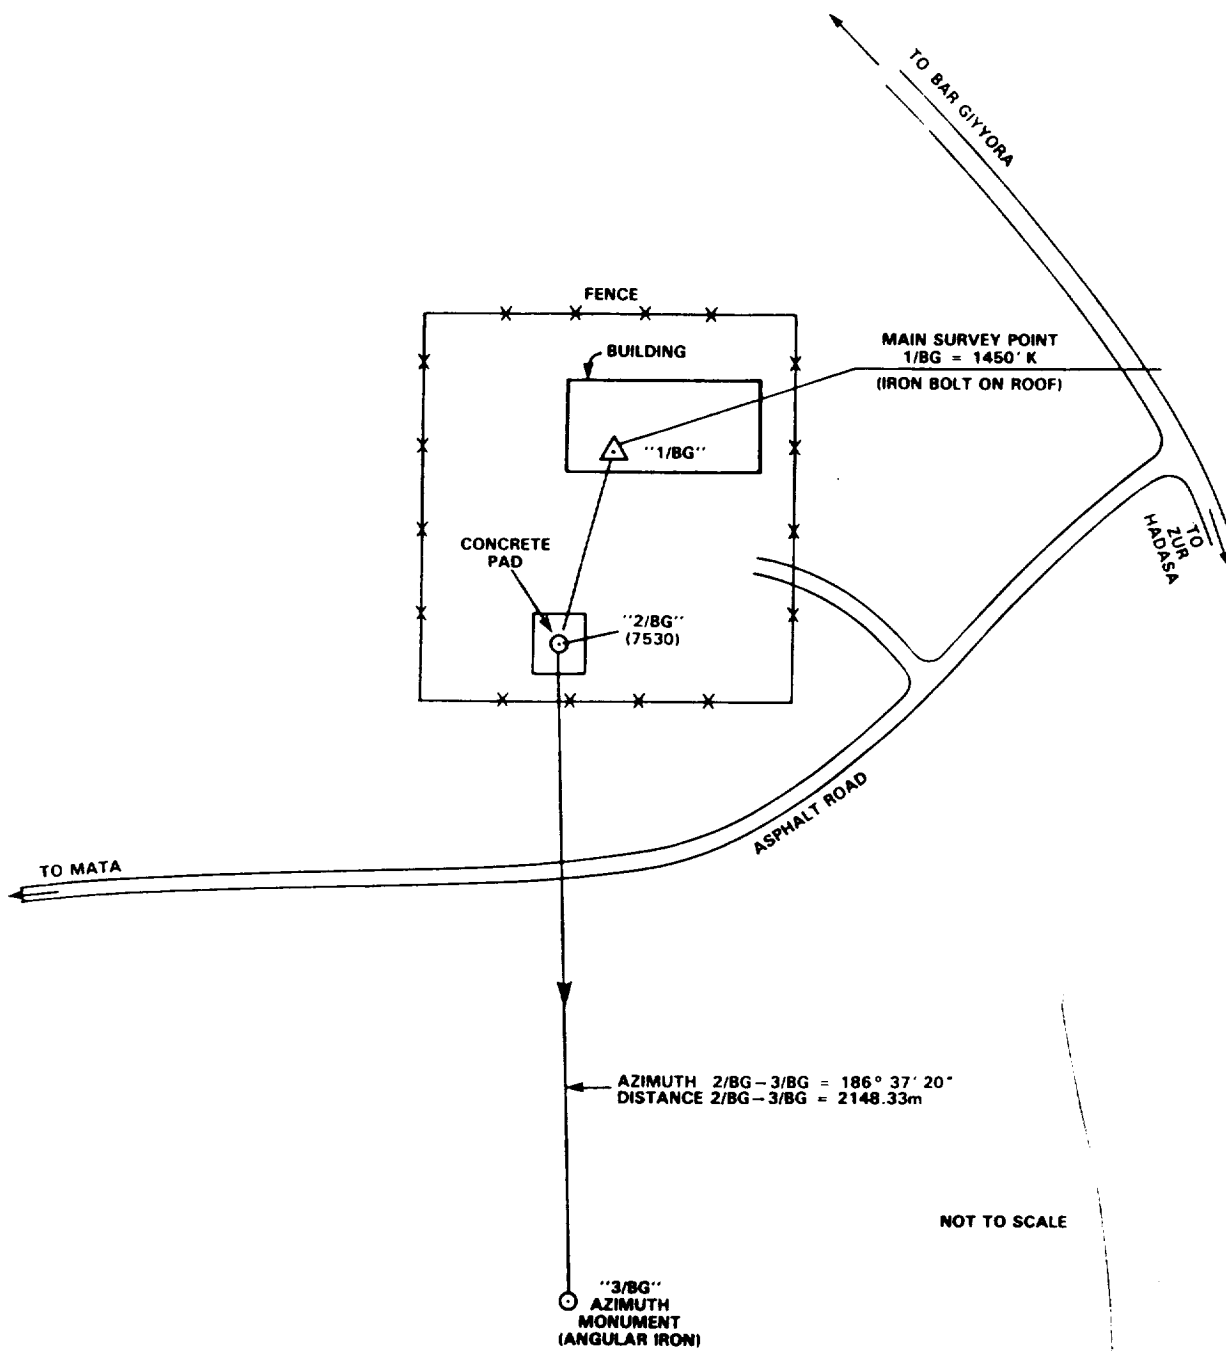 TO BAR GIYYORA
FENCE
BUILDING
MAIN SURVEY POINT
1/BG = 1450' K
(IRON BOLT ON ROOF)
"1/BG"
CONCRETE
PAD
"2/BG"
(7530)
TO
ZUR
HADASA
ASPHALT ROAD
TO MATA
AZIMUTH 2/BG–3/BG = 186° 37' 20"
DISTANCE 2/BG–3/BG = 2148.33m
NOT TO SCALE
"3/BG"
AZIMUTH
MONUMENT
(ANGULAR IRON)